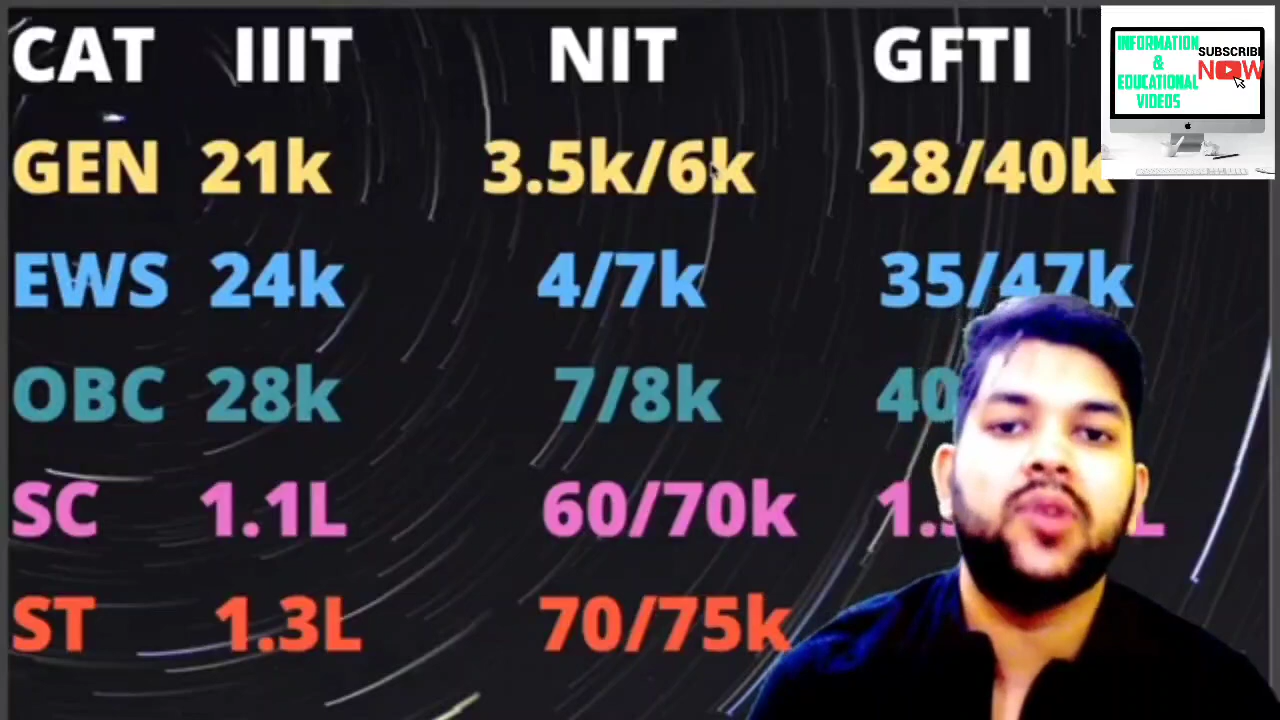 CAT IIIT NIT GFTI
INFORMATION
&
EDUCATIONAL
VIDEOS
SUBSCRIBE
NOW
GEN 21k 3.5k/6k 28/40k
EWS 24k 4/7k 35/47k
OBC 28k 7/8k 40
SC 1.1L 60/70k
ST 1.3L 70/75k